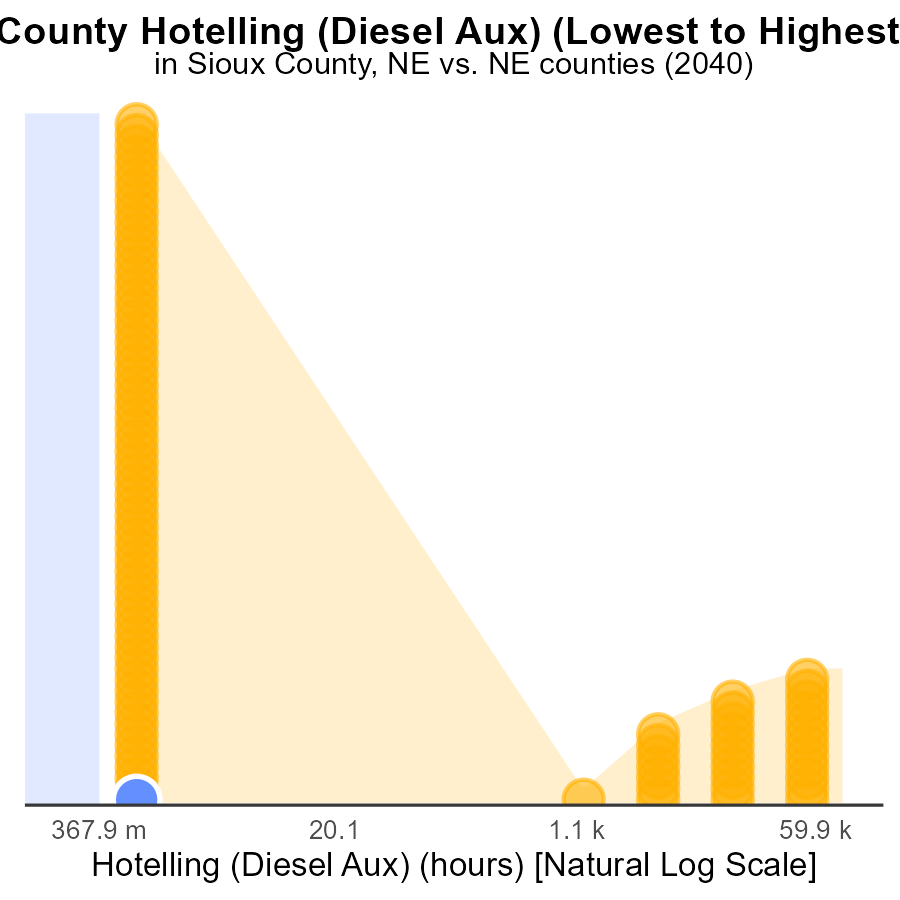 County Hotelling (Diesel Aux) (Lowest to Highest
in Sioux County, NE vs. NE counties (2040)
367.9 m 20.1 1.1 k 59.9 k
Hotelling (Diesel Aux) (hours) [Natural Log Scale]